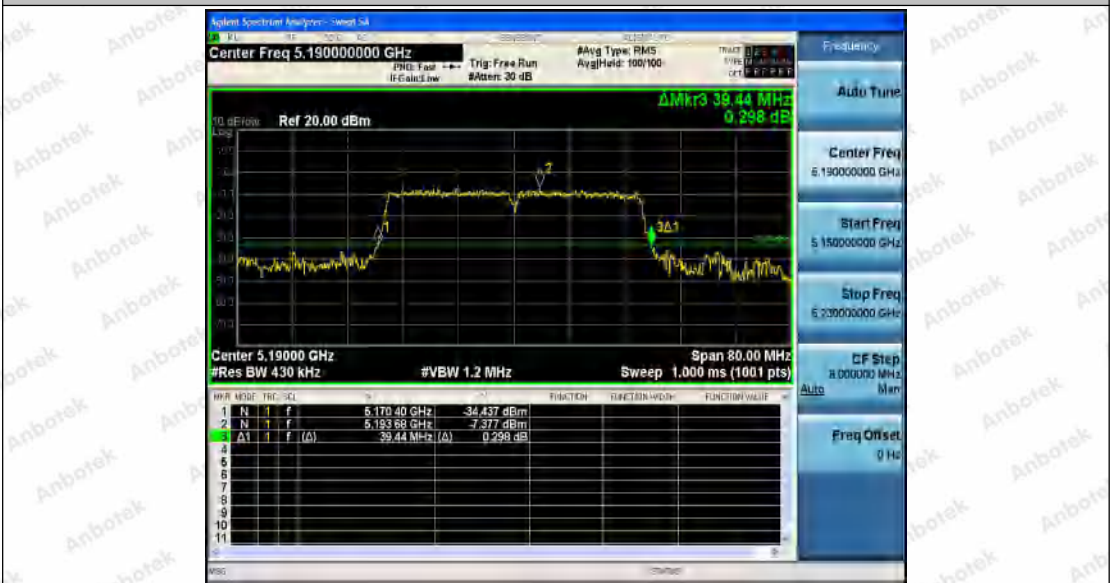 Agilent Spectrum Analyzer - Swept SA
Center Freq 5.190000000 GHz
PNO: Fast
IFGain:Low
Trig: Free Run
#Atten: 30 dB
#Avg Type: RMS
Avg|Hold: 100/100
TRACE
TYPE
DET
ΔMkr3 39.44 MHz
0.298 dB
10 dB/div Ref 20.00 dBm
Log
2
1
3Δ1
Center 5.19000 GHz
Span 80.00 MHz
#Res BW 430 kHz
#VBW 1.2 MHz
Sweep 1.000 ms (1001 pts)
MKR MODE TRC SCL X Y FUNCTION FUNCTION WIDTH FUNCTION VALUE
1 N 1 f 5.170 40 GHz -34.437 dBm
2 N 1 f 5.193 68 GHz -7.377 dBm
3 Δ1 1 f (Δ) 39.44 MHz (Δ) 0.298 dB
4
5
6
7
8
9
10
11
MSG
STATUS
Frequency
Auto Tune
Center Freq
5.190000000 GHz
Start Freq
5.150000000 GHz
Stop Freq
5.230000000 GHz
CF Step
8.000000 MHz
Auto Man
Freq Offset
0 Hz
Anbotek